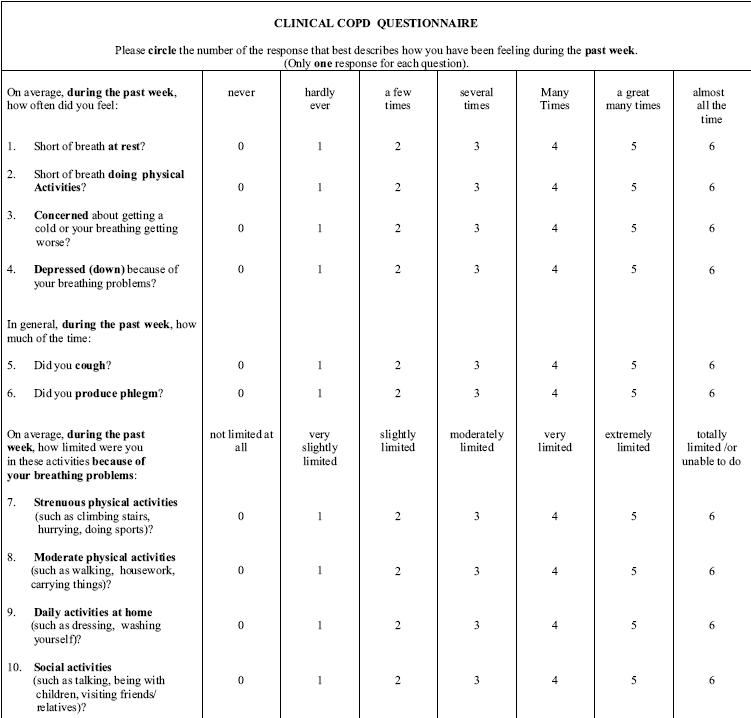 CLINICAL COPD QUESTIONNAIRE
Please circle the number of the response that best describes how you have been feeling during the past week.
(Only one response for each question).
On average, during the past week,
how often did you feel:
never
hardly
ever
a few
times
several
times
Many
Times
a great
many times
almost
all the
time
1. Short of breath at rest? 0 1 2 3 4 5 6
2. Short of breath doing physical
Activities? 0 1 2 3 4 5 6
3. Concerned about getting a
cold or your breathing getting 0 1 2 3 4 5 6
worse?
4. Depressed (down) because of 0 1 2 3 4 5 6
your breathing problems?
In general, during the past week, how
much of the time:
5. Did you cough? 0 1 2 3 4 5 6
6. Did you produce phlegm? 0 1 2 3 4 5 6
On average, during the past
week, how limited were you
in these activities because of
your breathing problems:
not limited at
all
very
slightly
limited
slightly
limited
moderately
limited
very
limited
extremely
limited
totally
limited /or
unable to do
7. Strenuous physical activities
(such as climbing stairs, 0 1 2 3 4 5 6
hurrying, doing sports)?
8. Moderate physical activities
(such as walking, housework, 0 1 2 3 4 5 6
carrying things)?
9. Daily activities at home
(such as dressing, washing 0 1 2 3 4 5 6
yourself)?
10. Social activities
(such as talking, being with 0 1 2 3 4 5 6
children, visiting friends/
relatives)?